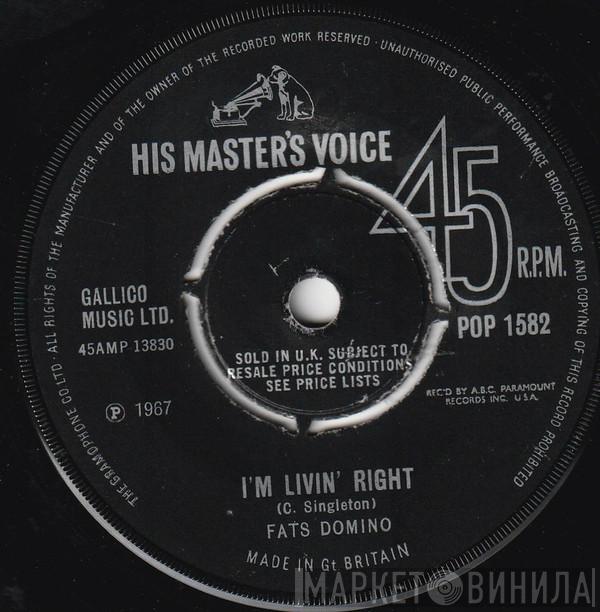 THE GRAMOPHONE CO LTD · ALL RIGHTS OF THE MANUFACTURER AND OF THE OWNER OF THE RECORDED WORK RESERVED · UNAUTHORISED PUBLIC PERFORMANCE BROADCASTING AND COPYING OF THIS RECORD PROHIBITED
HIS MASTER'S VOICE
45
R.P.M.
GALLICO
MUSIC LTD.
45AMP 13830
POP 1582
SOLD IN U.K. SUBJECT TO
RESALE PRICE CONDITIONS
SEE PRICE LISTS
REC'D BY A.B.C. PARAMOUNT
RECORDS INC. U.S.A.
Ⓟ 1967
I'M LIVIN' RIGHT
(C. Singleton)
FATS DOMINO
MADE IN Gt. BRITAIN
МАРКЕТ ВИНИЛА